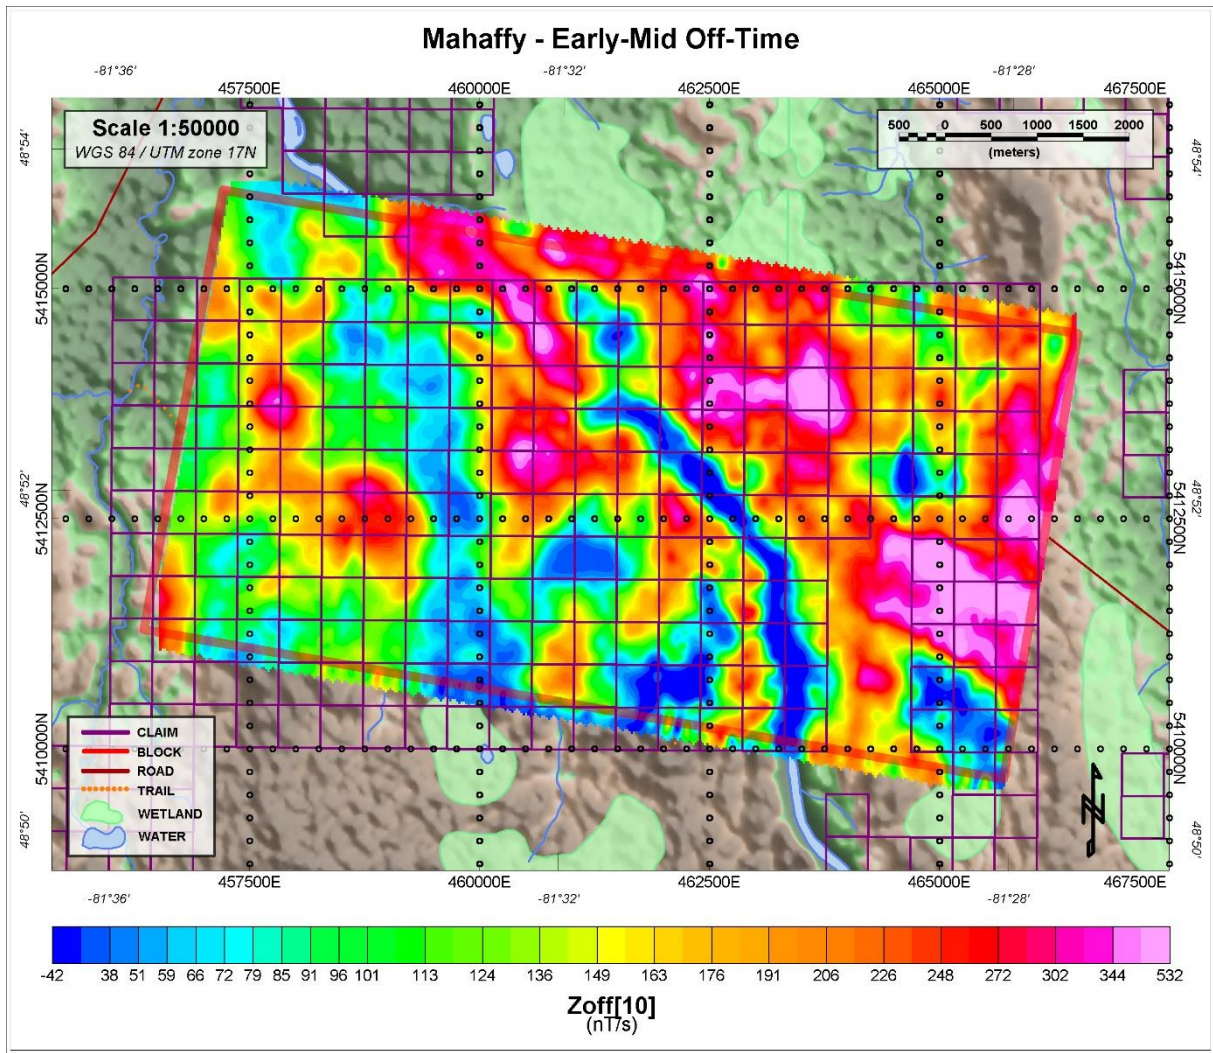 Mahaffy - Early-Mid Off-Time
-81°36'
-81°32'
-81°28'
457500E
460000E
462500E
465000E
467500E
Scale 1:50000
WGS 84 / UTM zone 17N
500 0 500 1000 1500 2000
(meters)
48°54'
48°54'
5415000N
5415000N
48°52'
48°52'
5412500N
5412500N
5410000N
5410000N
48°50'
48°50'
CLAIM
BLOCK
ROAD
TRAIL
WETLAND
WATER
N
457500E
460000E
462500E
465000E
467500E
-81°36'
-81°32'
-81°28'
-42 38 51 59 66 72 79 85 91 96 101 113 124 136 149 163 176 191 206 226 248 272 302 344 532
Zoff[10]
(nT/s)